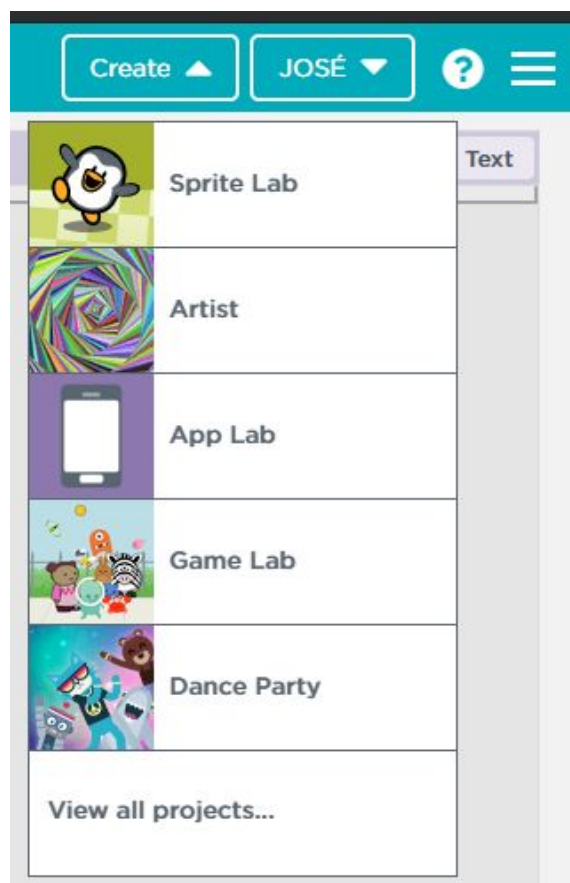 Create
JOSÉ
?
Text
Sprite Lab
Artist
App Lab
Game Lab
Dance Party
View all projects...